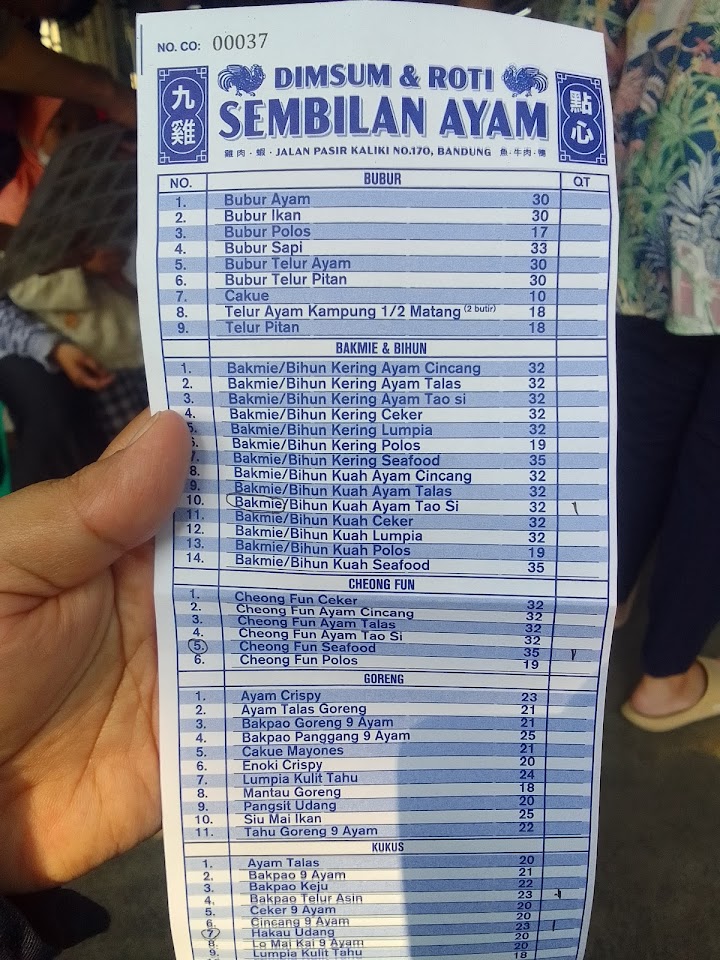 NO. CO: 00037
九雞 DIMSUM & ROTI 點心
SEMBILAN AYAM
雞肉 · 蝦 · JALAN PASIR KALIKI NO.170, BANDUNG 魚 · 牛肉 · 鴨
NO. BUBUR QT
1. Bubur Ayam 30
2. Bubur Ikan 30
3. Bubur Polos 17
4. Bubur Sapi 33
5. Bubur Telur Ayam 30
6. Bubur Telur Pitan 30
7. Cakue 10
8. Telur Ayam Kampung 1/2 Matang (2 butir) 18
9. Telur Pitan 18
BAKMIE & BIHUN
1. Bakmie/Bihun Kering Ayam Cincang 32
2. Bakmie/Bihun Kering Ayam Talas 32
3. Bakmie/Bihun Kering Ayam Tao si 32
4. Bakmie/Bihun Kering Ceker 32
5. Bakmie/Bihun Kering Lumpia 32
6. Bakmie/Bihun Kering Polos 19
7. Bakmie/Bihun Kering Seafood 35
8. Bakmie/Bihun Kuah Ayam Cincang 32
9. Bakmie/Bihun Kuah Ayam Talas 32
10. Bakmie/Bihun Kuah Ayam Tao Si 32 1
11. Bakmie/Bihun Kuah Ceker 32
12. Bakmie/Bihun Kuah Lumpia 32
13. Bakmie/Bihun Kuah Polos 19
14. Bakmie/Bihun Kuah Seafood 35
CHEONG FUN
1. Cheong Fun Ceker 32
2. Cheong Fun Ayam Cincang 32
3. Cheong Fun Ayam Talas 32
4. Cheong Fun Ayam Tao Si 32
5. Cheong Fun Seafood 35 1
6. Cheong Fun Polos 19
GORENG
1. Ayam Crispy 23
2. Ayam Talas Goreng 21
3. Bakpao Goreng 9 Ayam 21
4. Bakpao Panggang 9 Ayam 25
5. Cakue Mayones 21
6. Enoki Crispy 20
7. Lumpia Kulit Tahu 24
8. Mantau Goreng 18
9. Pangsit Udang 20
10. Siu Mai Ikan 25
11. Tahu Goreng 9 Ayam 22
KUKUS
1. Ayam Talas 20
2. Bakpao 9 Ayam 21
3. Bakpao Keju 22
4. Bakpao Telur Asin 23
5. Ceker 9 Ayam 20
6. Cincang 9 Ayam 20
7. Hakau Udang 23 1
8. Lo Mai Kai 9 Ayam 20
9. Lumpia Kulit Tahu 18